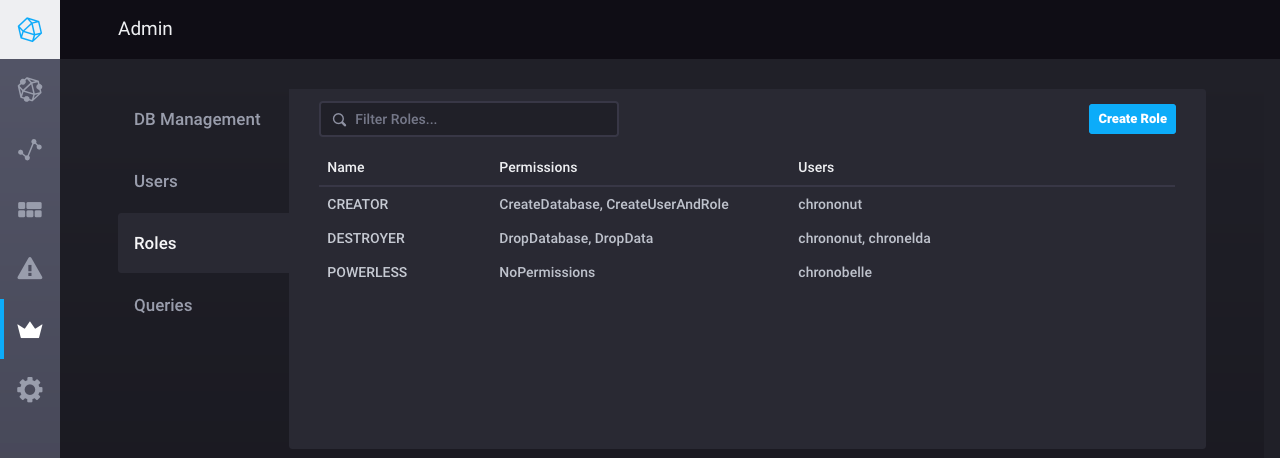 Admin
DB Management
Users
Roles
Queries
Filter Roles...
Create Role
Name Permissions Users
CREATOR CreateDatabase, CreateUserAndRole chrononut
DESTROYER DropDatabase, DropData chrononut, chronelda
POWERLESS NoPermissions chronobelle